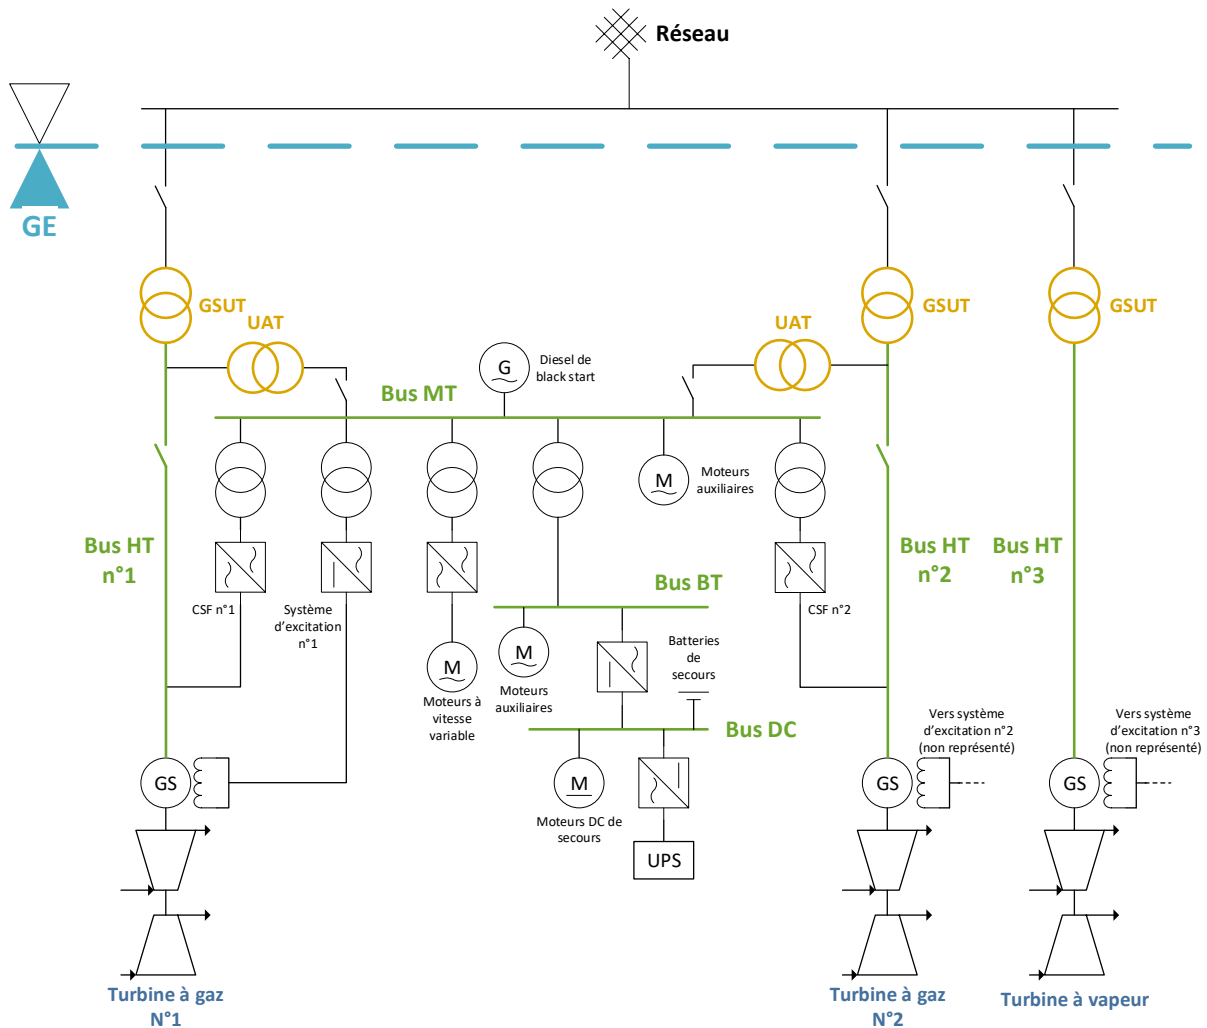 Réseau
GE
GSUT
UAT
G
Diesel de
black start
UAT
GSUT
GSUT
Bus MT
M
Moteurs
auxiliaires
Bus HT
n°1
Bus HT
n°2
Bus HT
n°3
CSF n°1
Système
d'excitation
n°1
Bus BT
CSF n°2
M
Moteurs à
vitesse
variable
M
Moteurs
auxiliaires
Batteries
de
secours
Bus DC
Vers système
d'excitation n°2
(non représenté)
Vers système
d'excitation n°3
(non représenté)
GS
M
Moteurs DC de
secours
UPS
GS
GS
Turbine à gaz
N°1
Turbine à gaz
N°2
Turbine à vapeur